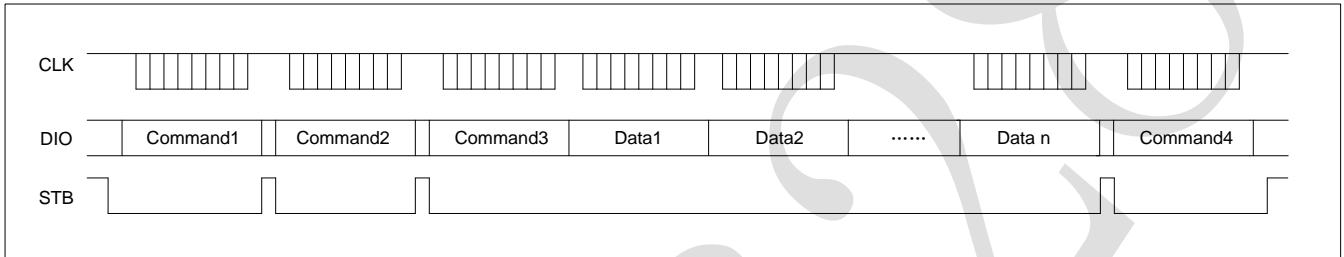 CLK
DIO Command1 Command2 Command3 Data1 Data2 ······ Data n Command4
STB